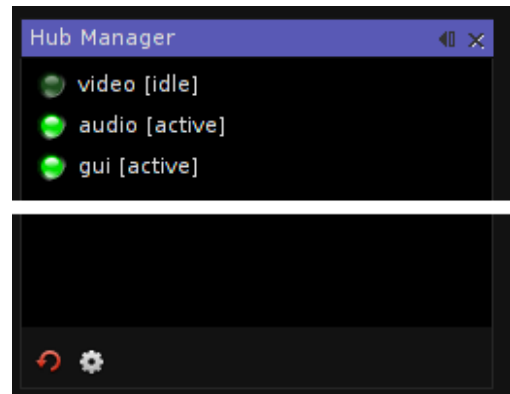 Hub Manager
video [idle]
audio [active]
gui [active]